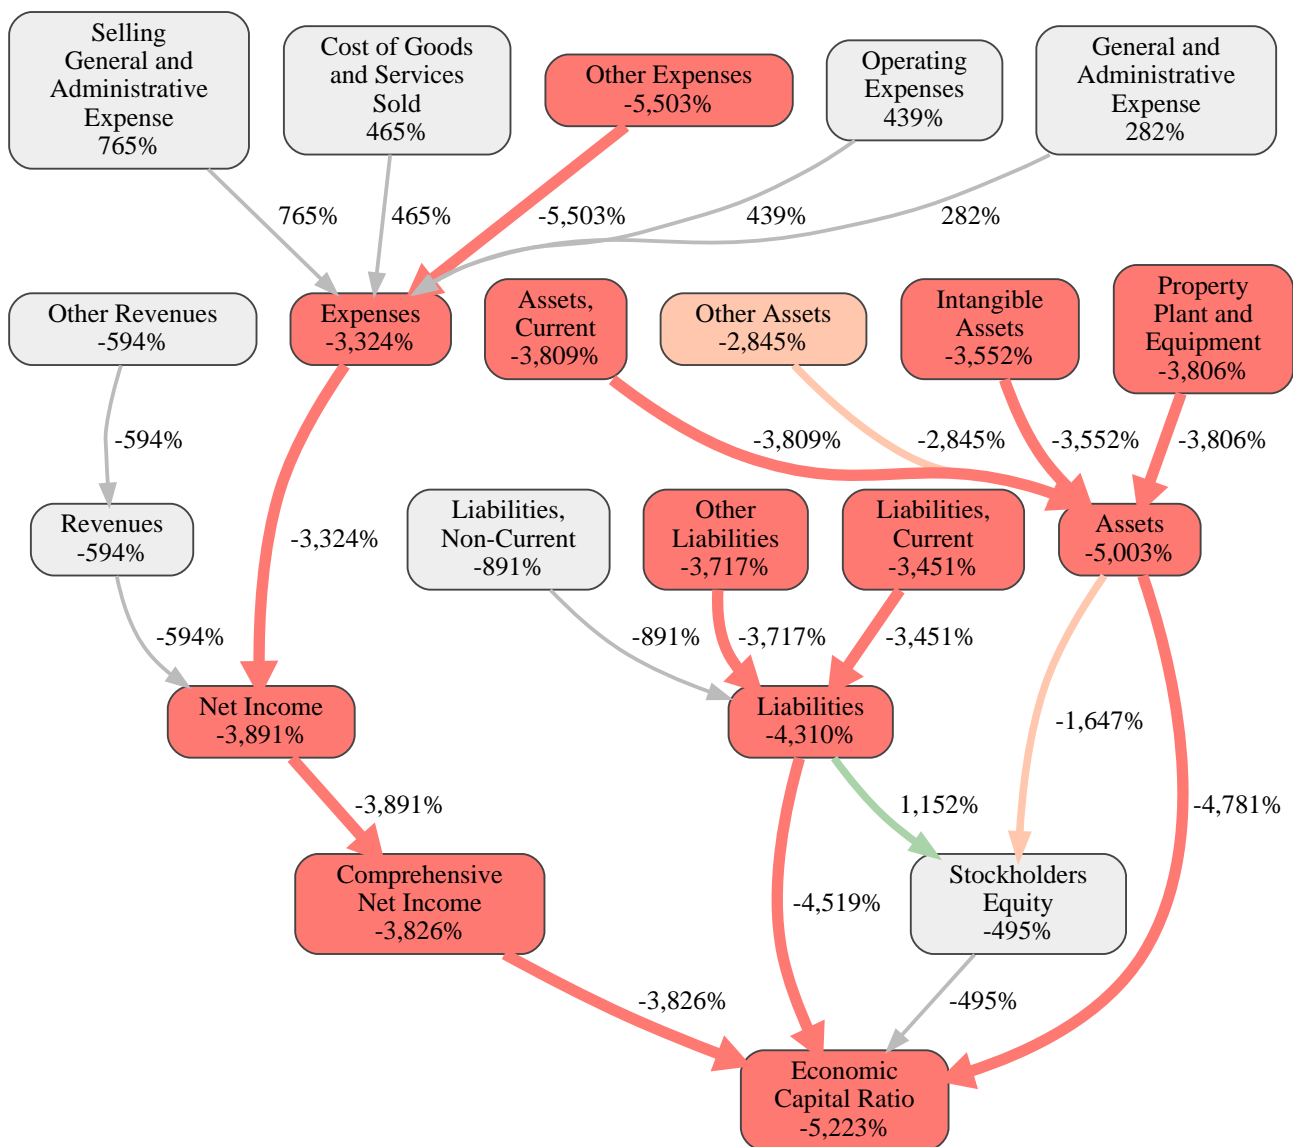 Selling
General and
Administrative
Expense
765%
Cost of Goods
and Services
Sold
465%
Other Expenses
-5,503%
Operating
Expenses
439%
General and
Administrative
Expense
282%
765%
465%
-5,503%
439%
282%
Other Revenues
-594%
Expenses
-3,324%
Assets,
Current
-3,809%
Other Assets
-2,845%
Intangible
Assets
-3,552%
Property
Plant and
Equipment
-3,806%
-594%
-3,324%
-3,809%
-2,845%
-3,552%
-3,806%
Revenues
-594%
Liabilities,
Non-Current
-891%
Other
Liabilities
-3,717%
Liabilities,
Current
-3,451%
Assets
-5,003%
-594%
-891%
-3,717%
-3,451%
-1,647%
-4,781%
Net Income
-3,891%
Liabilities
-4,310%
-3,891%
1,152%
-4,519%
Comprehensive
Net Income
-3,826%
Stockholders
Equity
-495%
-3,826%
-495%
Economic
Capital Ratio
-5,223%